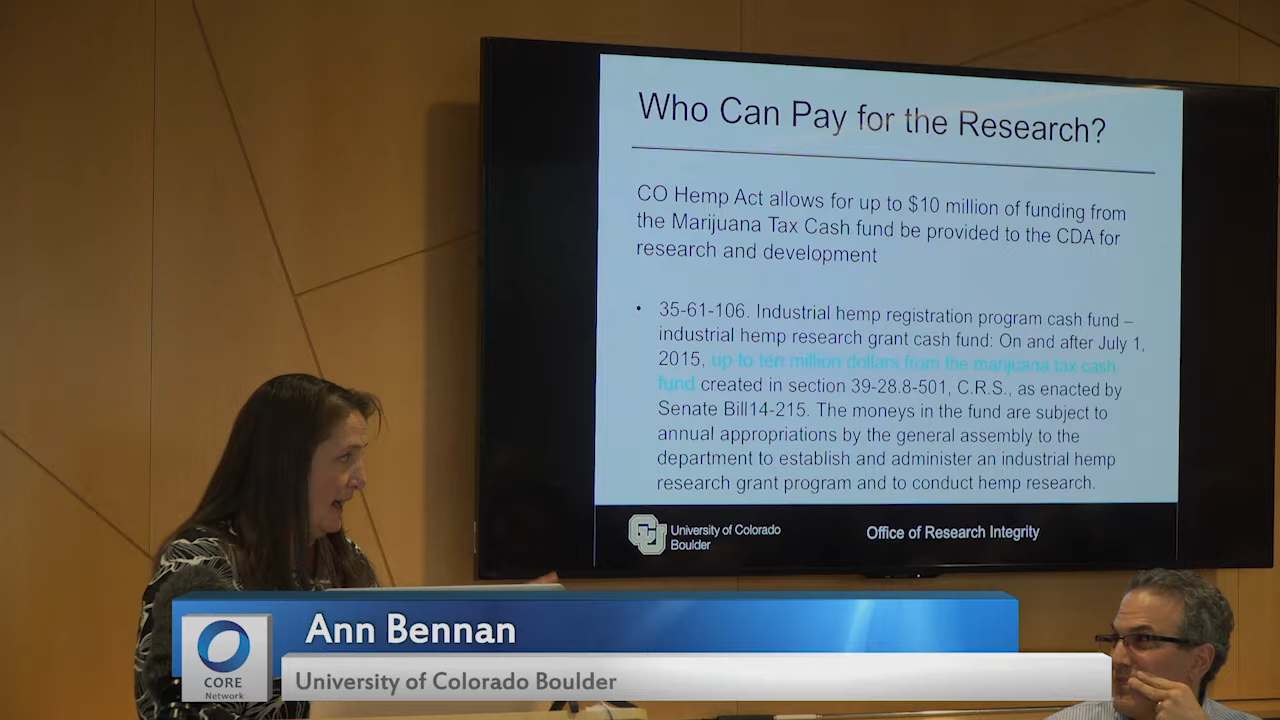 Who Can Pay for the Research?
CO Hemp Act allows for up to $10 million of funding from
the Marijuana Tax Cash fund be provided to the CDA for
research and development
• 35-61-106. Industrial hemp registration program cash fund –
industrial hemp research grant cash fund: On and after July 1,
2015, up to ten million dollars from the marijuana tax cash
fund created in section 39-28.8-501, C.R.S., as enacted by
Senate Bill14-215. The moneys in the fund are subject to
annual appropriations by the general assembly to the
department to establish and administer an industrial hemp
research grant program and to conduct hemp research.
CU
University of Colorado
Boulder
Office of Research Integrity
Ann Bennan
University of Colorado Boulder
CORE
Network